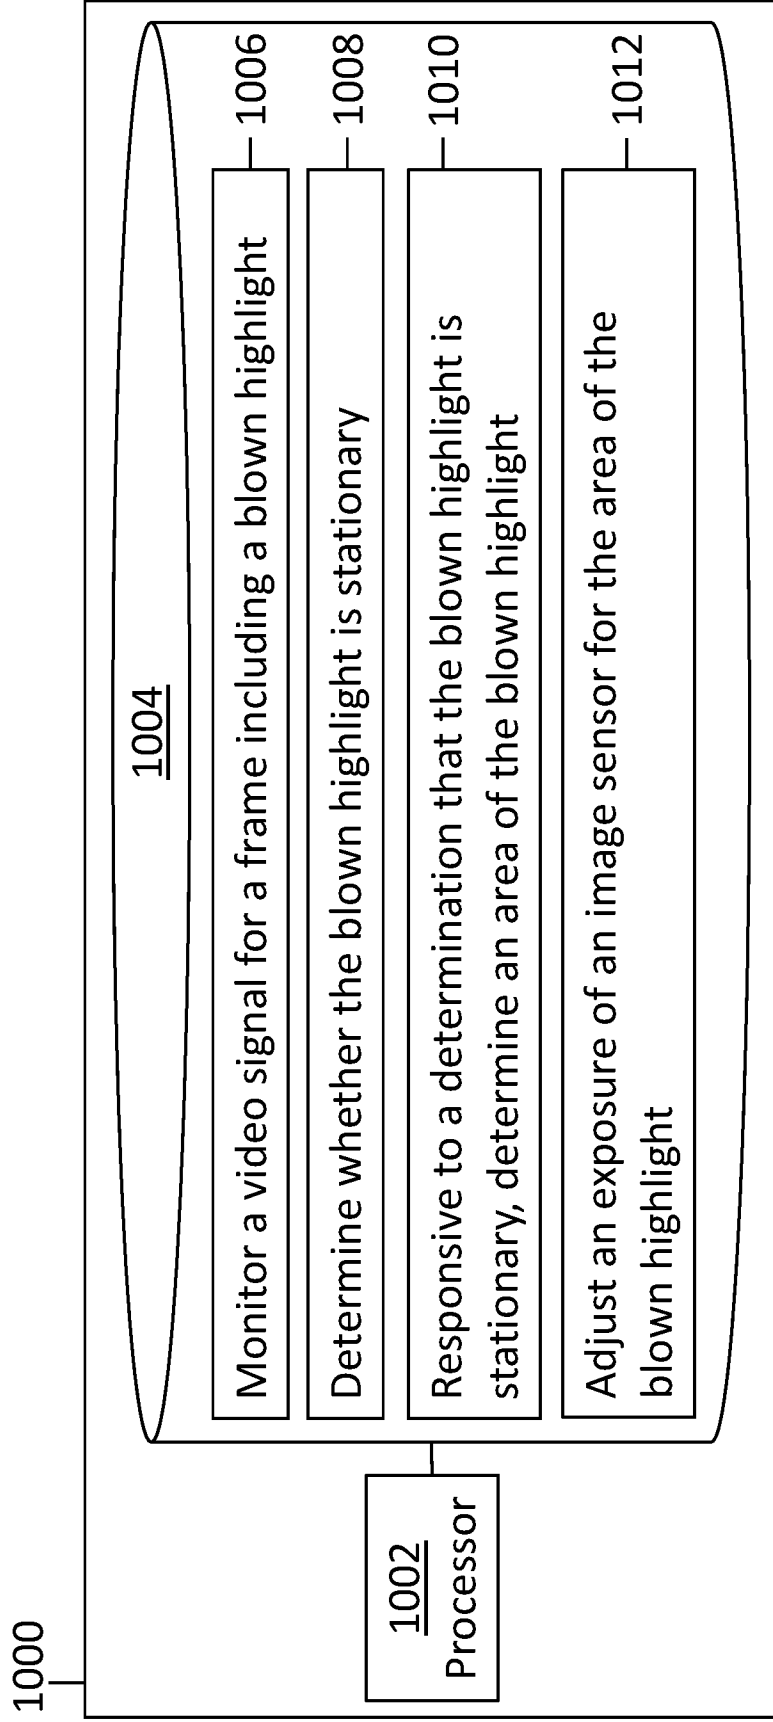 1000
1002
Processor
1004
Monitor a video signal for a frame including a blown highlight
1006
Determine whether the blown highlight is stationary
1008
Responsive to a determination that the blown highlight is
stationary, determine an area of the blown highlight
1010
Adjust an exposure of an image sensor for the area of the
blown highlight
1012